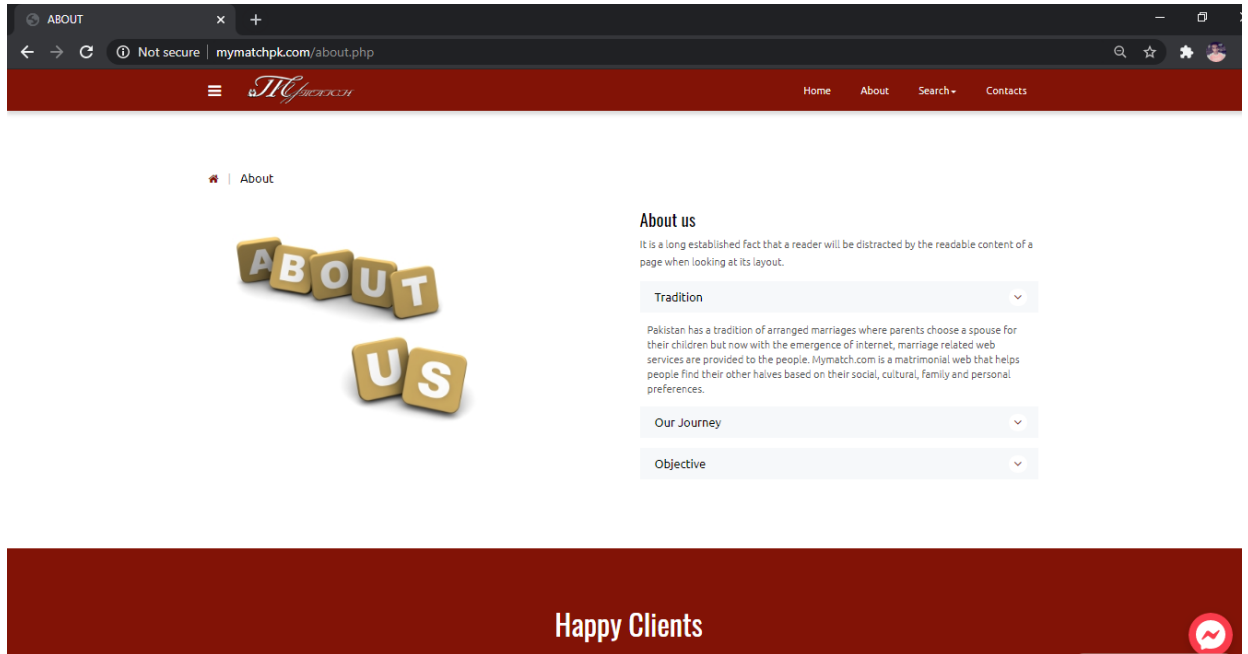 ABOUT
Not secure | mymatchpk.com/about.php
Home About Search Contacts
| About
ABOUT
US
About us
It is a long established fact that a reader will be distracted by the readable content of a
page when looking at its layout.
Tradition
Pakistan has a tradition of arranged marriages where parents choose a spouse for
their children but now with the emergence of internet, marriage related web
services are provided to the people. Mymatch.com is a matrimonial web that helps
people find their other halves based on their social, cultural, family and personal
preferences.
Our Journey
Objective
Happy Clients